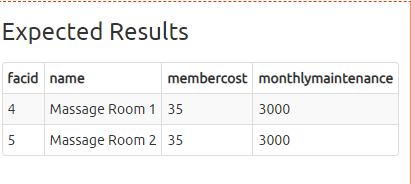 Expected Results
facid name membercost monthlymaintenance
4 Massage Room 1 35 3000
5 Massage Room 2 35 3000